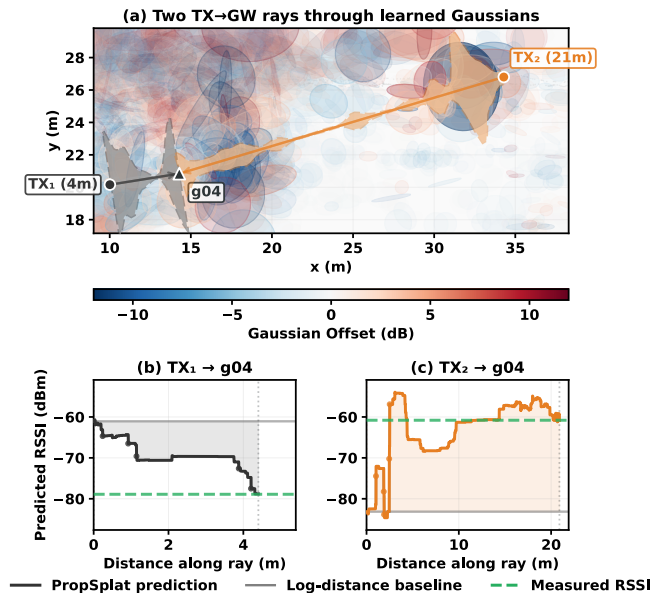 (a) Two TX→GW rays through learned Gaussians
28
26
24
22
20
18
y (m)
TX₂ (21m)
TX₁ (4m)
g04
10
15
20
25
30
35
x (m)
−10
−5
0
5
10
Gaussian Offset (dB)
(b) TX₁ → g04
(c) TX₂ → g04
Predicted RSSI (dBm)
−60
−70
−80
0
2
4
Distance along ray (m)
−60
−70
−80
0
10
20
Distance along ray (m)
PropSplat prediction
Log-distance baseline
Measured RSSI